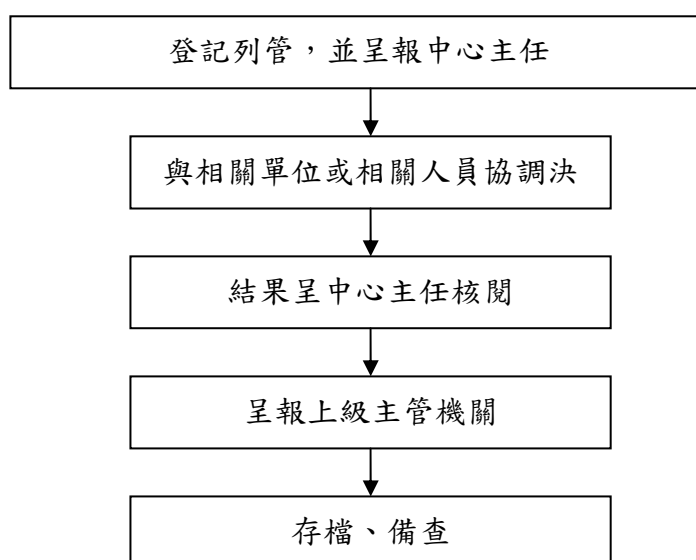 登記列管，並呈報中心主任
與相關單位或相關人員協調決
結果呈中心主任核閱
呈報上級主管機關
存檔、備查